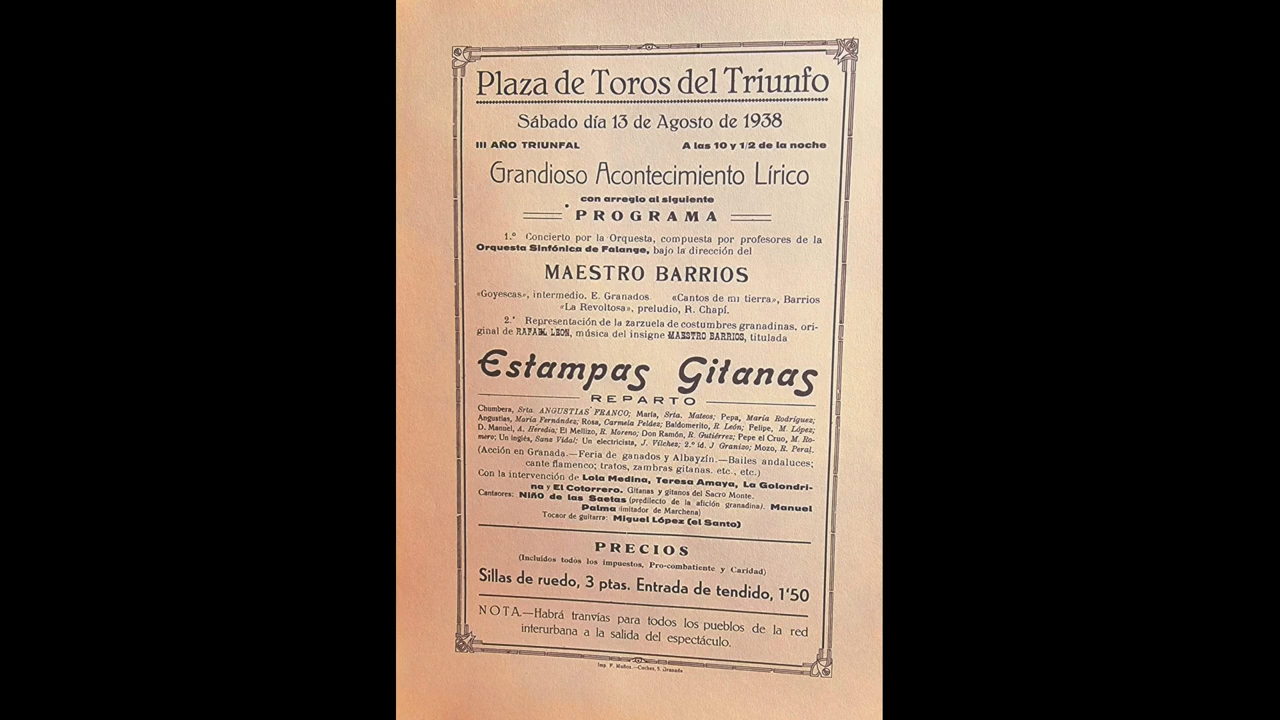 Plaza de Toros del Triunfo
Sábado día 13 de Agosto de 1938
III AÑO TRIUNFAL A las 10 y 1/2 de la noche
Grandioso Acontecimiento Lírico
con arreglo al siguiente
PROGRAMA
1.º Concierto por la Orquesta, compuesta por profesores de la
Orquesta Sinfónica de Falange, bajo la dirección del
MAESTRO BARRIOS
«Goyescas», intermedio. E. Granados «Cantos de mi tierra», Barrios
«La Revoltosa», preludio, R. Chapí.
2.º Representación de la zarzuela de costumbres granadinas, ori-
ginal de RAFAEL LEON, música del insigne MAESTRO BARRIOS, titulada
Estampas Gitanas
REPARTO
Chumbera, Srta. ANGUSTIAS FRANCO; María, Srta. Mateos; Pepa, María Rodríguez;
Angustias, María Fernández; Rosa, Carmela Peldez; Baldomerito, R. León; Felipe, M. López;
D. Manuel, A. Heredia; El Mellizo, R. Moreno; Don Ramón, R. Gutiérrez; Pepe el Cruo, M. Ro-
mero; Un inglés, Sanz Vidal; Un electricista, J. Vilchez; 2.º id. J Granizo; Mozo, R. Peral.
(Acción en Granada.—Feria de ganados y Albayzín.—Bailes andaluces;
cante flamenco; tratos, zambras gitanas. etc., etc.)
Con la intervención de Lola Medina, Teresa Amaya, La Golondri-
na y El Cotorrero. Gitanas y gitanos del Sacro Monte.
Cantaores: NIÑO de las Saetas (predilecto de la afición granadina). Manuel
Palma (imitador de Marchena)
Tocaor de guitarra: Miguel López (el Santo)
PRECIOS
(Incluidos todos los impuestos, Pro-combatiente y Caridad)
Sillas de ruedo, 3 ptas. Entrada de tendido, 1'50
NOTA.—Habrá tranvías para todos los pueblos de la red
interurbana a la salida del espectáculo.
Imp. P. Muñoz.—Coches, 5. Granada